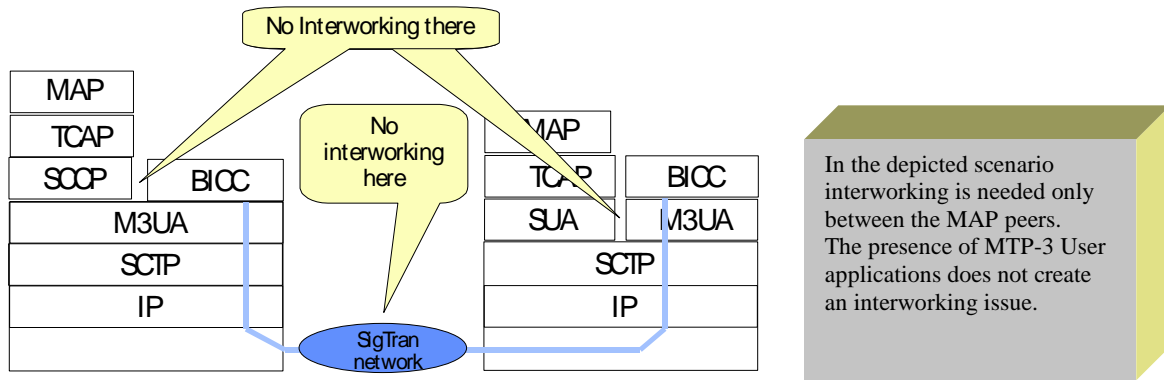 No Interworking there
MAP
TCAP
SCCP
BICC
M3UA
SCTP
IP
No
interworking
here
MAP
TCAP
BICC
SUA
M3UA
SCTP
IP
SigTran
network
In the depicted scenario
interworking is needed only
between the MAP peers.
The presence of MTP-3 User
applications does not create
an interworking issue.